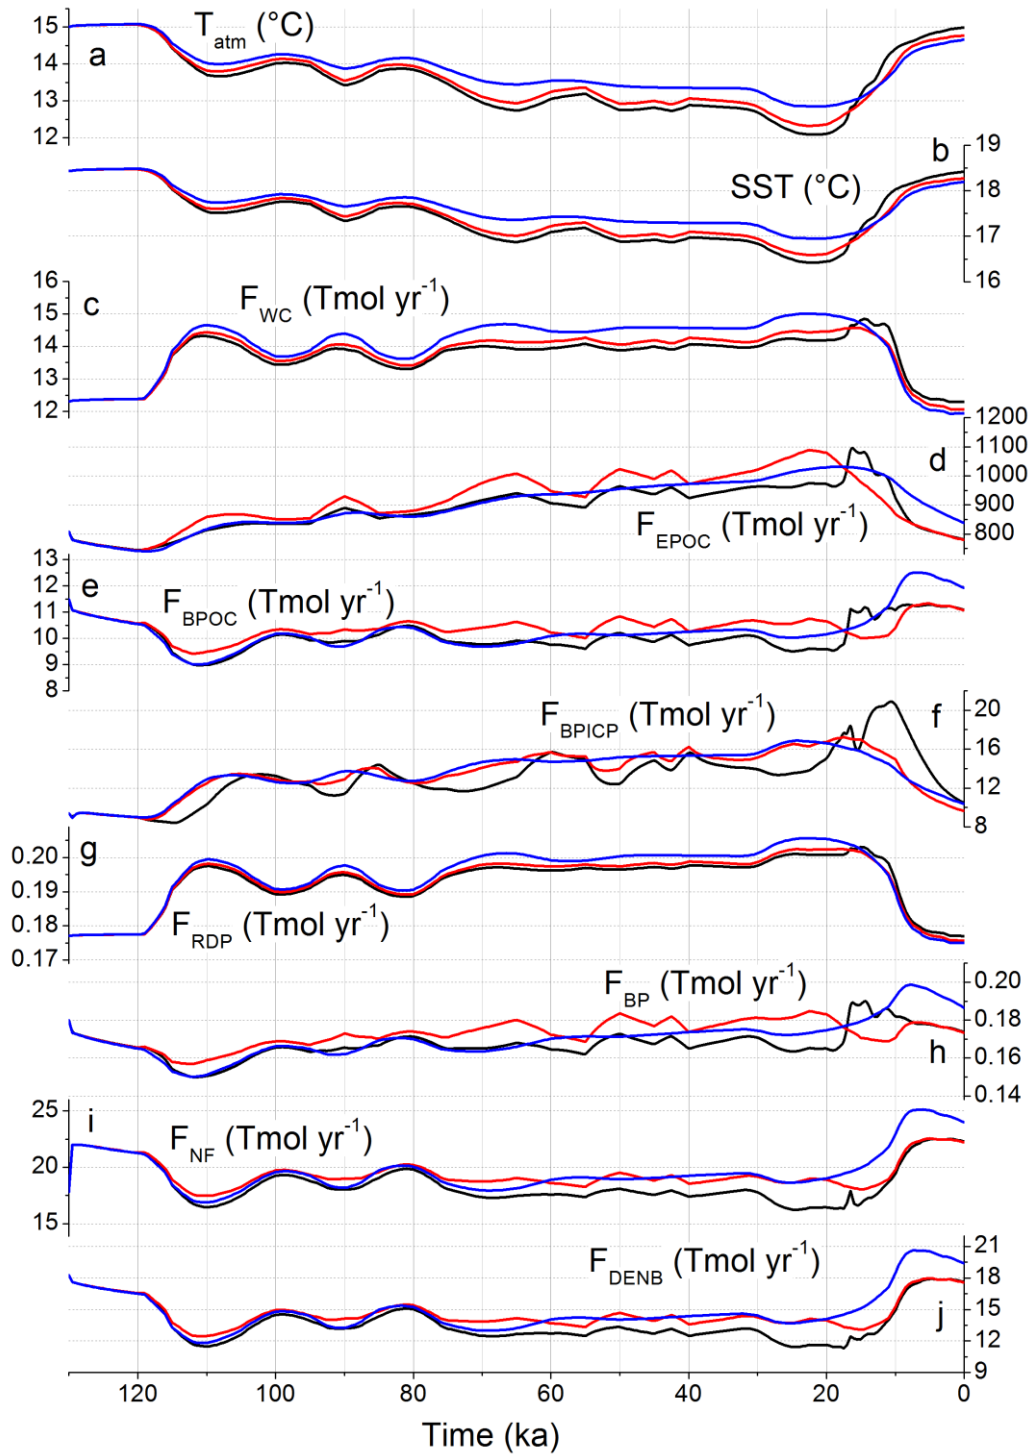 15
14
13
12
a
T_atm (°C)
b
SST (°C)
19
18
17
16
16
15
14
13
12
c
F_WC (Tmol yr⁻¹)
1200
1100
1000
900
800
d
F_EPOC (Tmol yr⁻¹)
13
12
11
10
9
8
e
F_BPOC (Tmol yr⁻¹)
F_BPICP (Tmol yr⁻¹)
f
20
16
12
8
0.20
0.19
0.18
0.17
g
F_RDP (Tmol yr⁻¹)
F_BP (Tmol yr⁻¹)
h
0.20
0.18
0.16
0.14
25
20
15
i
F_NF (Tmol yr⁻¹)
F_DENB (Tmol yr⁻¹)
j
21
18
15
12
9
120 100 80 60 40 20 0
Time (ka)